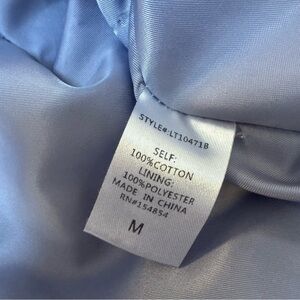 STYLE#:LT10471B
SELF:
100%COTTON
LINING:
100%POLYESTER
MADE IN CHINA
RN#154854
M